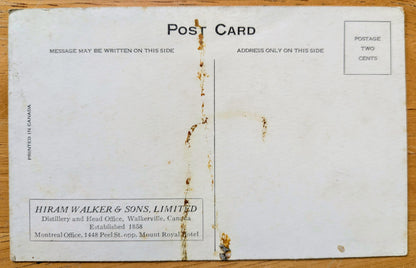 POST CARD
MESSAGE MAY BE WRITTEN ON THIS SIDE
ADDRESS ONLY ON THIS SIDE
POSTAGE
TWO
CENTS
PRINTED IN CANADA
HIRAM WALKER & SONS, LIMITED
Distillery and Head Office, Walkerville, Canada
Established 1858
Montreal Office, 1448 Peel St. opp. Mount Royal Hotel